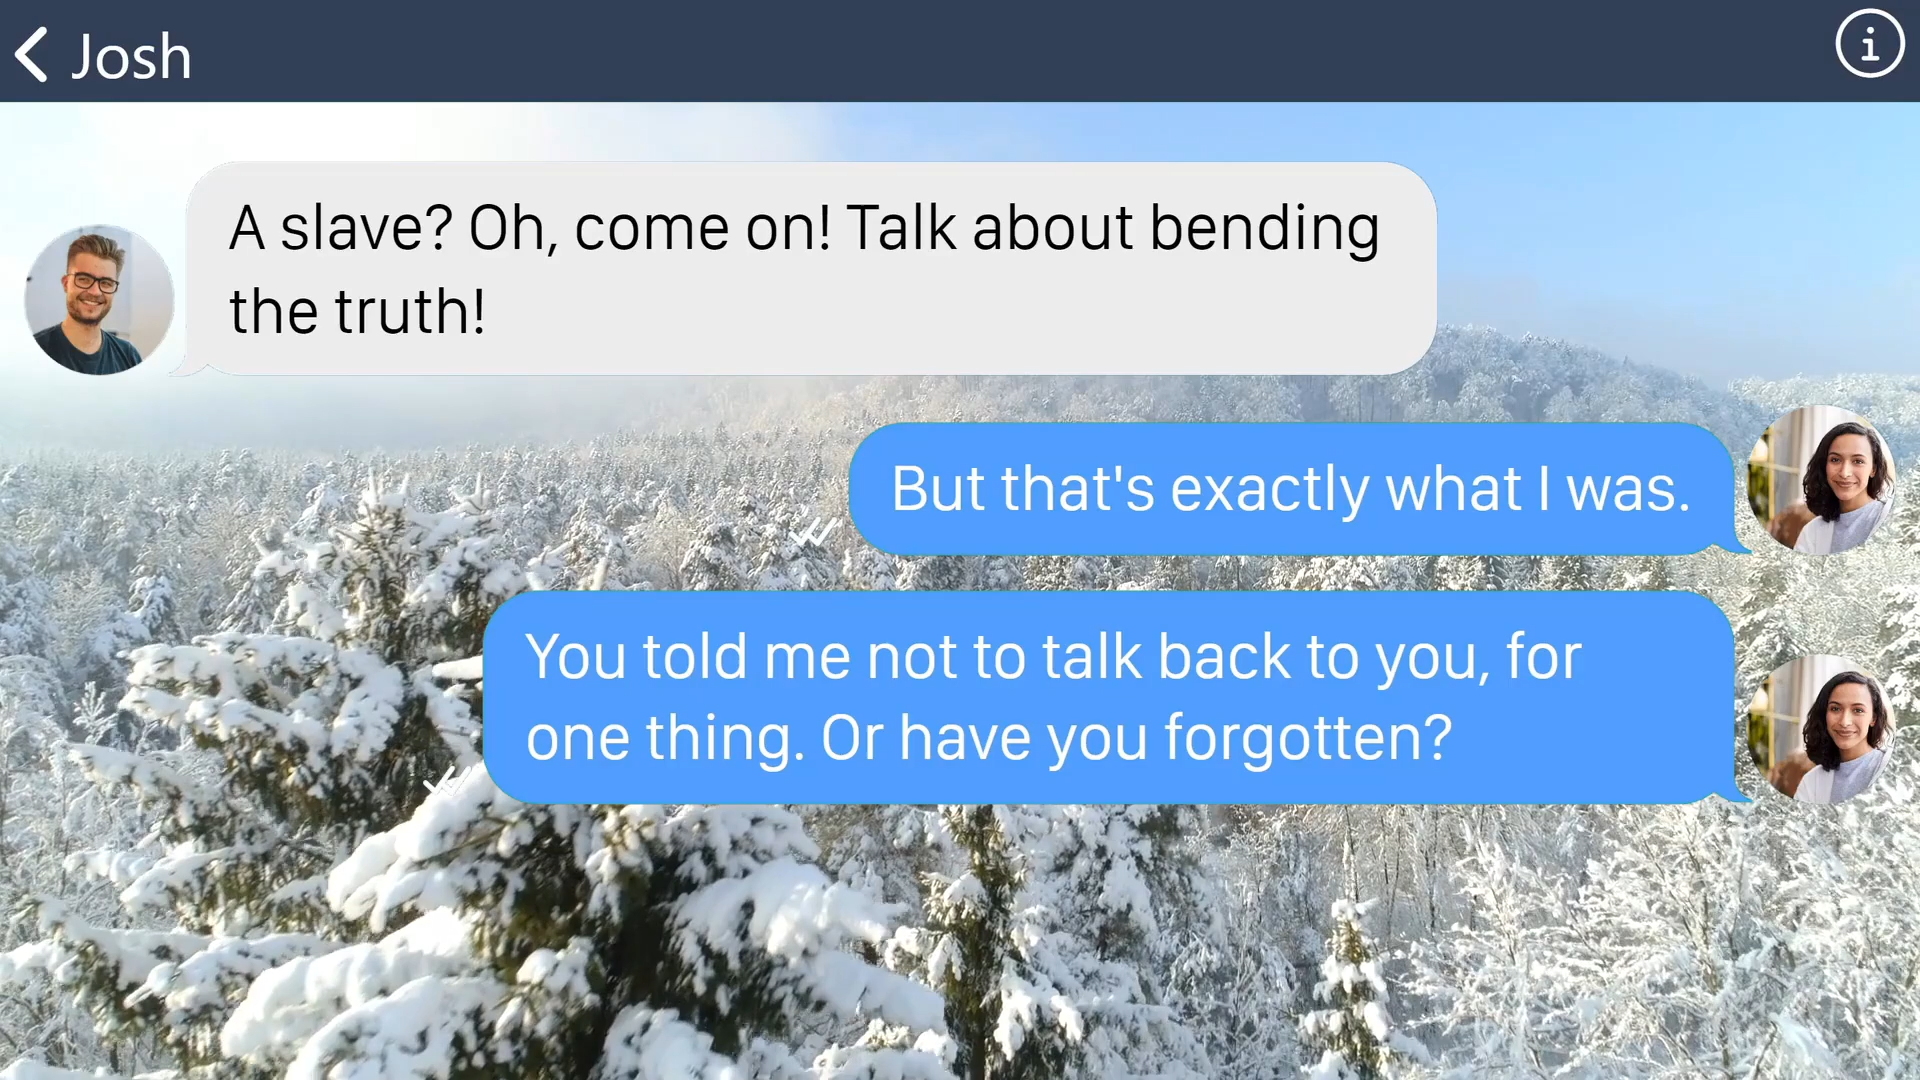 Josh
A slave? Oh, come on! Talk about bending
the truth!
But that's exactly what I was.
You told me not to talk back to you, for
one thing. Or have you forgotten?